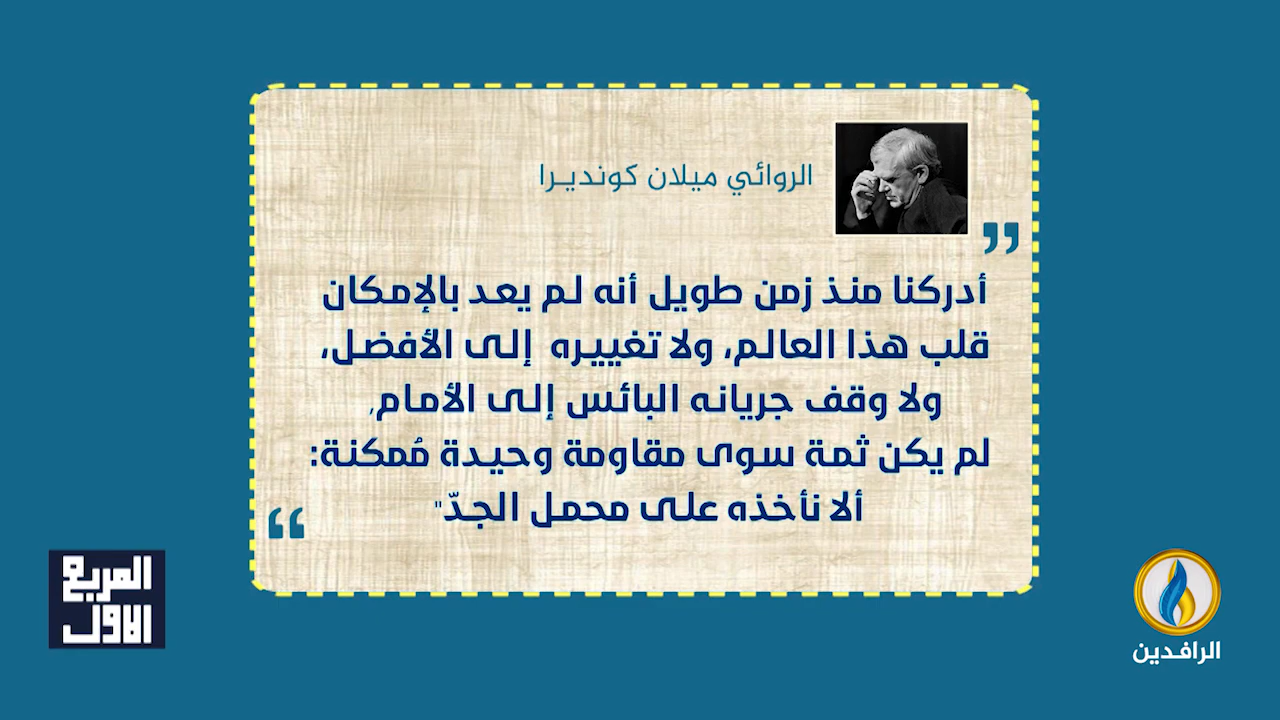 الروائي ميلان كونديرا
”
أدركنا منذ زمن طويل أنه لم يعد بالإمكان
قلب هذا العالم، ولا تغييره إلى الأفضل،
ولا وقف جريانه البائس إلى الأمام,
لم يكن ثمة سوى مقاومة وحيدة مُمكنة:
ألا نأخذه على محمل الجدّ"
“
المربع
الاول
الرافدين